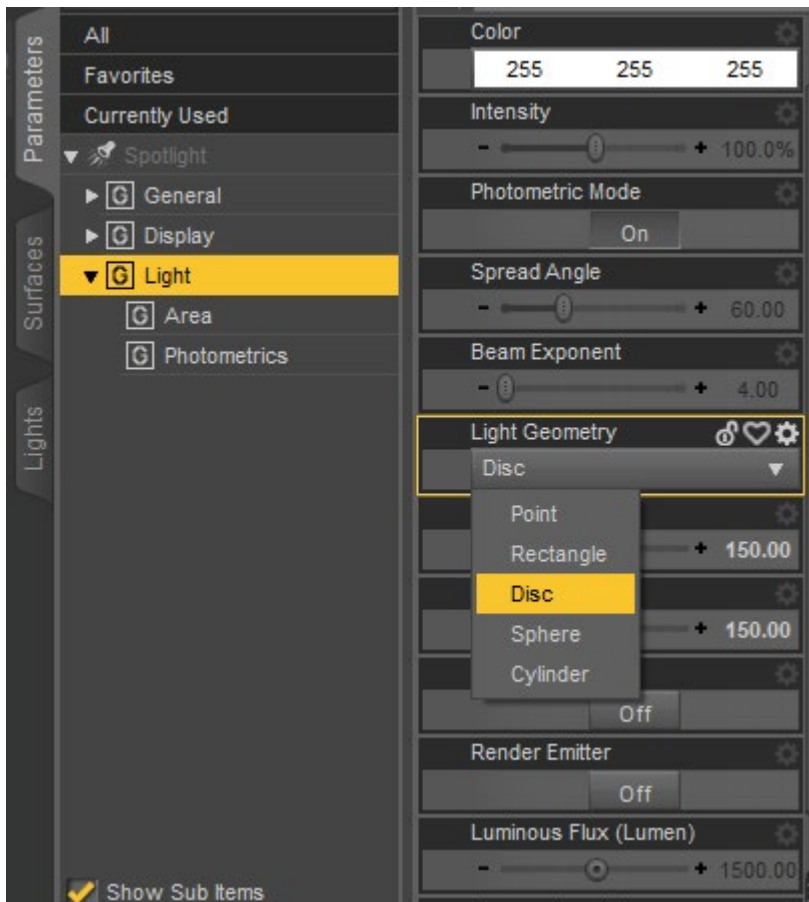 Parameters
Surfaces
Lights
All
Favorites
Currently Used
Spotlight
G General
G Display
G Light
G Area
G Photometrics
Show Sub Items
Color
255 255 255
Intensity
- + 100.0%
Photometric Mode
On
Spread Angle
- + 60.00
Beam Exponent
- + 4.00
Light Geometry
Disc
Point
Rectangle
Disc
Sphere
Cylinder
+ 150.00
+ 150.00
Off
Render Emitter
Off
Luminous Flux (Lumen)
- + 1500.00